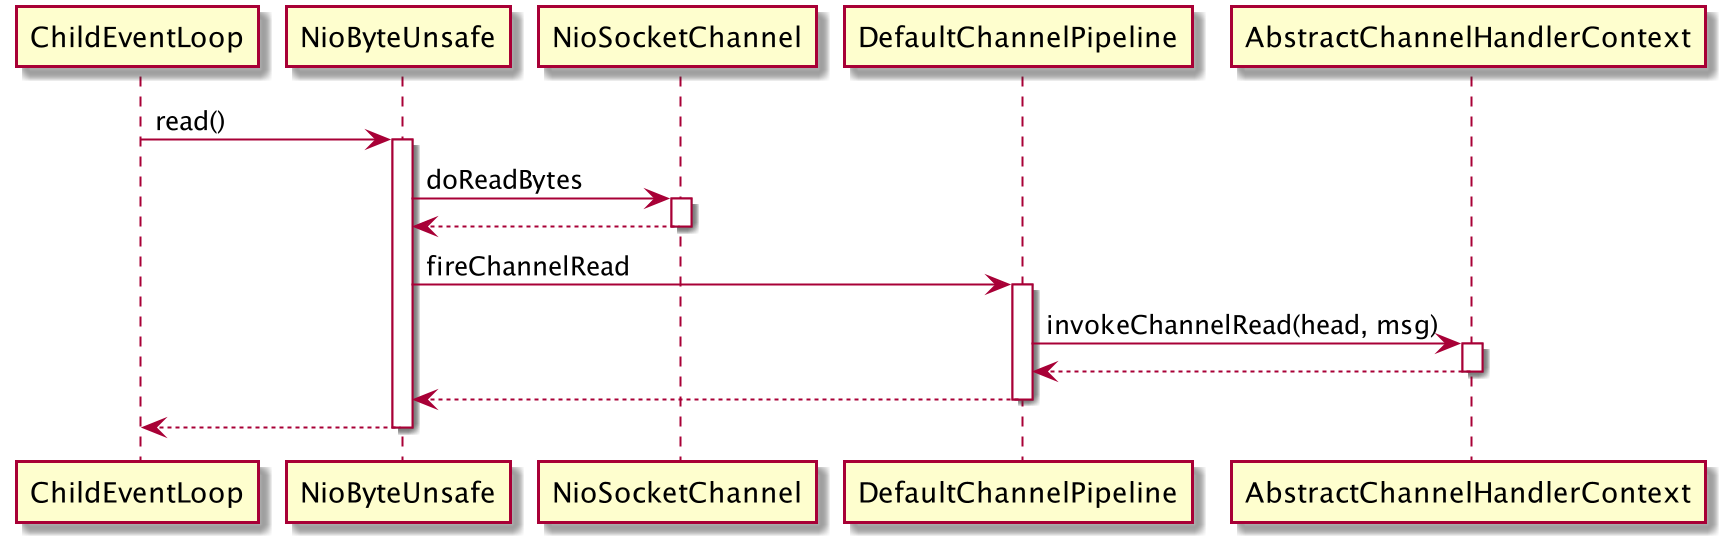 ChildEventLoop
NioByteUnsafe
NioSocketChannel
DefaultChannelPipeline
AbstractChannelHandlerContext
read()
doReadBytes
fireChannelRead
invokeChannelRead(head, msg)
ChildEventLoop
NioByteUnsafe
NioSocketChannel
DefaultChannelPipeline
AbstractChannelHandlerContext